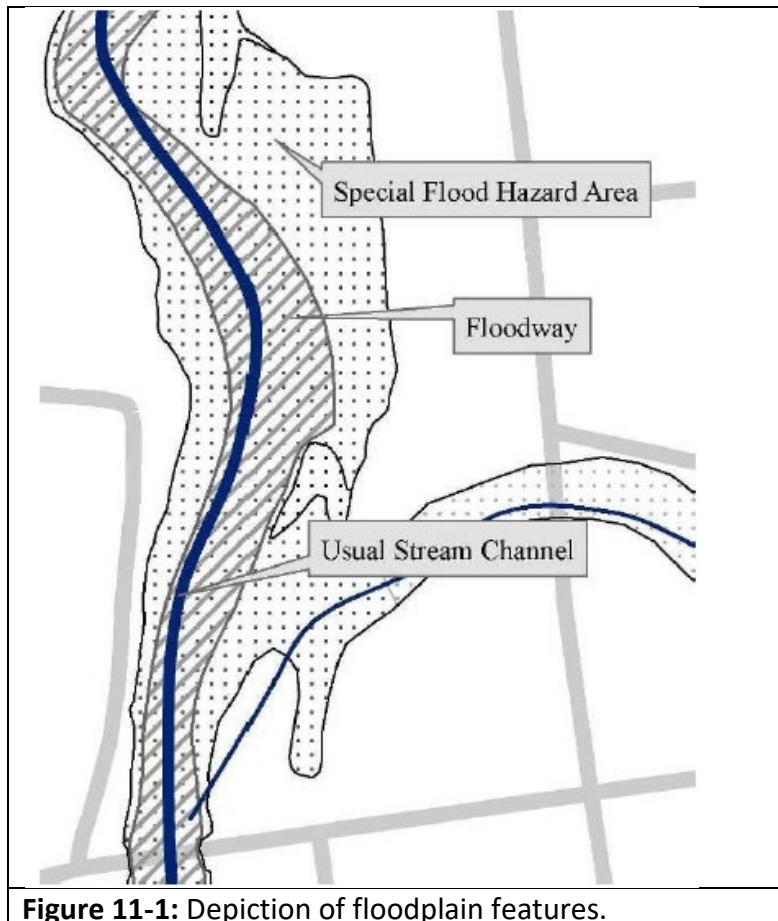 Special Flood Hazard Area
Floodway
Usual Stream Channel
Figure 11-1: Depiction of floodplain features.